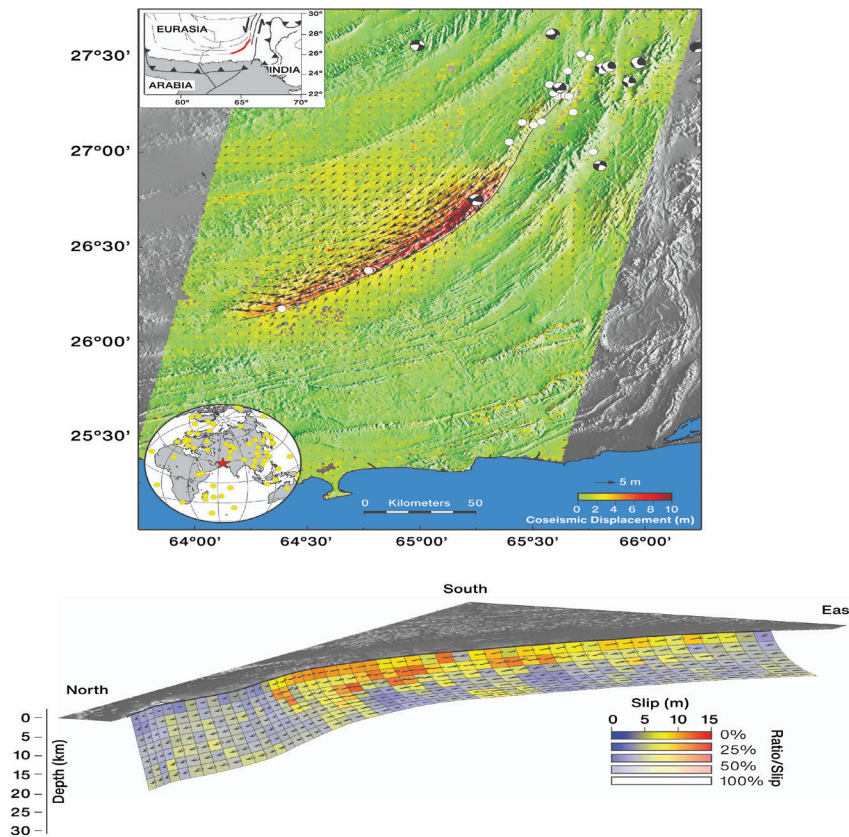 EURASIA
INDIA
ARABIA
30°
28°
26°
24°
22°
60°
65°
70°
27°30'
27°00'
26°30'
26°00'
25°30'
5 m
0 Kilometers 50
0 2 4 6 8 10
Coseismic Displacement (m)
64°00' 64°30' 65°00' 65°30' 66°00'
South
East
North
Depth (km)
0
5
10
15
20
25
30
Slip (m)
0 5 10 15
0%
25%
50%
100%
Ratio/Slip